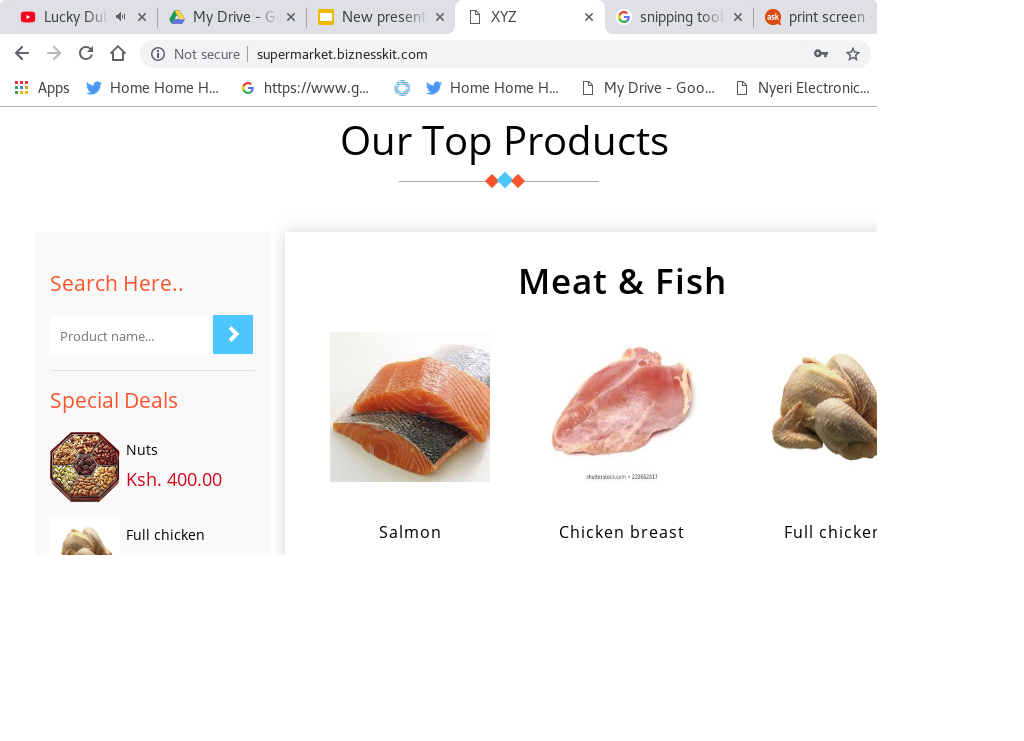 Lucky Dul
My Drive - G
New present
XYZ
snipping tool
ask
print screen -
Not secure
supermarket.biznesskit.com
Apps
Home Home H...
https://www.g...
Home Home H...
My Drive - Goo...
Nyeri Electronic...
Our Top Products
Search Here..
Product name...
Special Deals
Nuts
Ksh. 400.00
Full chicken
Meat & Fish
shutterstock.com • 232662017
Salmon
Chicken breast
Full chicken